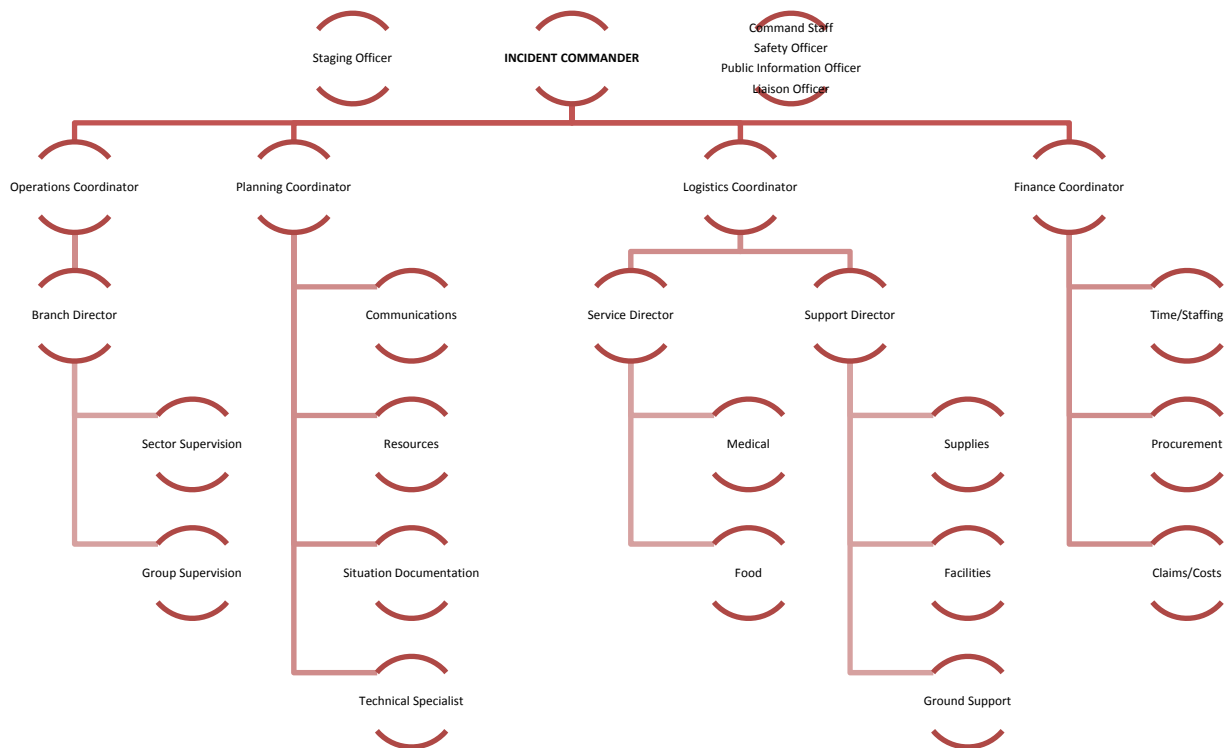 Staging Officer
INCIDENT COMMANDER
Command Staff
Safety Officer
Public Information Officer
Liaison Officer
Operations Coordinator
Planning Coordinator
Logistics Coordinator
Finance Coordinator
Branch Director
Communications
Service Director
Support Director
Time/Staffing
Sector Supervision
Resources
Medical
Supplies
Procurement
Group Supervision
Situation Documentation
Food
Facilities
Claims/Costs
Technical Specialist
Ground Support